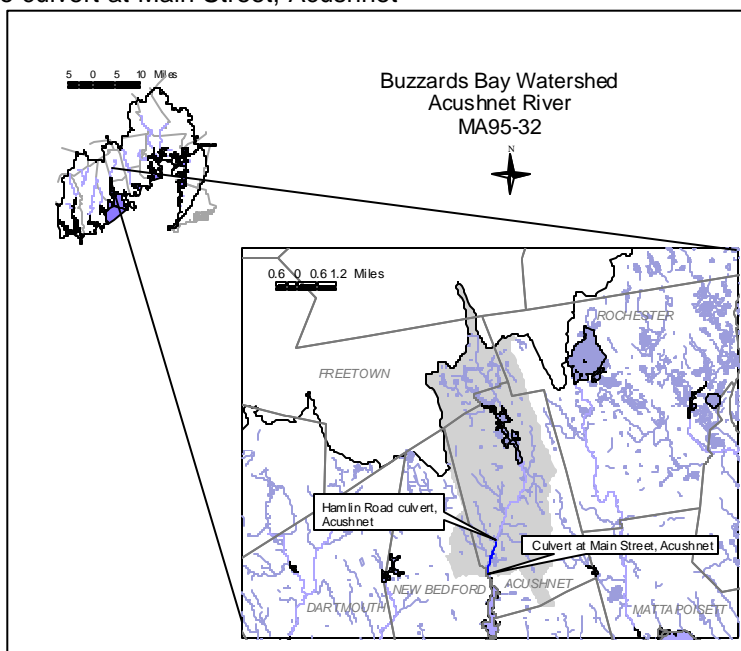 culvert at Main Street, Acushnet
5 0 5 10 Miles
Buzzards Bay Watershed
Acushnet River
MA95-32
N
0.6 0 0.6 1.2 Miles
ROCHESTER
FREETOWN
Hamlin Road culvert,
Acushnet
Culvert at Main Street, Acushnet
NEW BEDFORD
ACUSHNET
DARTMOUTH
MATTAPOISETT